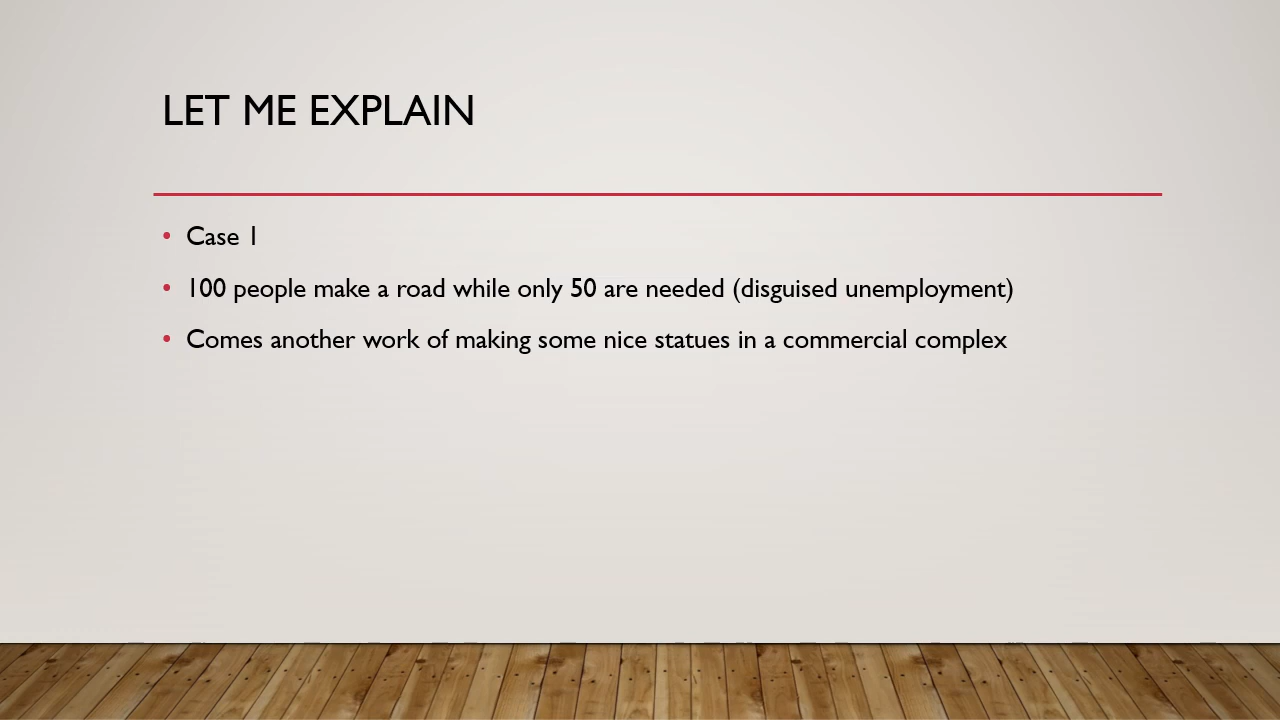 LET ME EXPLAIN
• Case 1
• 100 people make a road while only 50 are needed (disguised unemployment)
• Comes another work of making some nice statues in a commercial complex